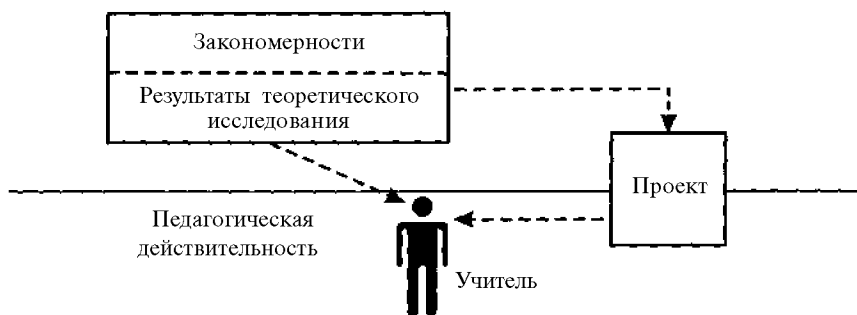 Закономерности
Результаты теоретического
исследования
Проект
Педагогическая
действительность
Учитель